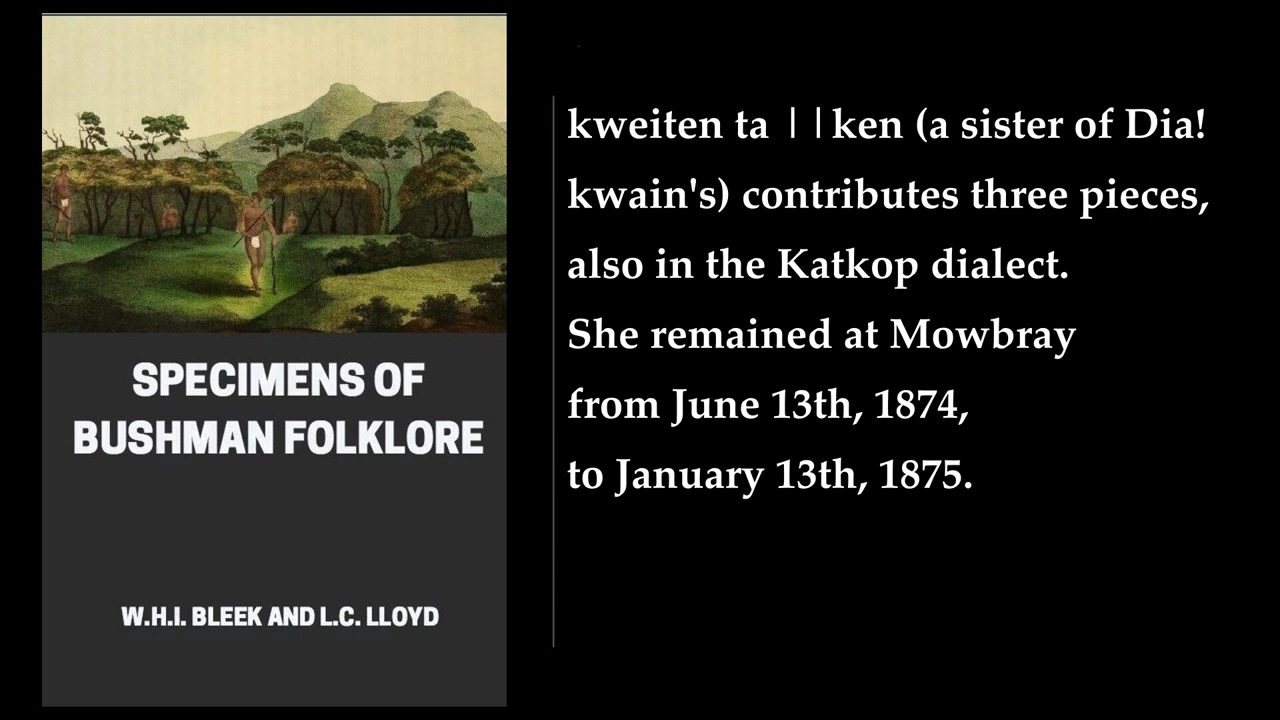 SPECIMENS OF
BUSHMAN FOLKLORE
W.H.I. BLEEK AND L.C. LLOYD
kweiten ta ||ken (a sister of Dia!
kwain's) contributes three pieces,
also in the Katkop dialect.
She remained at Mowbray
from June 13th, 1874,
to January 13th, 1875.